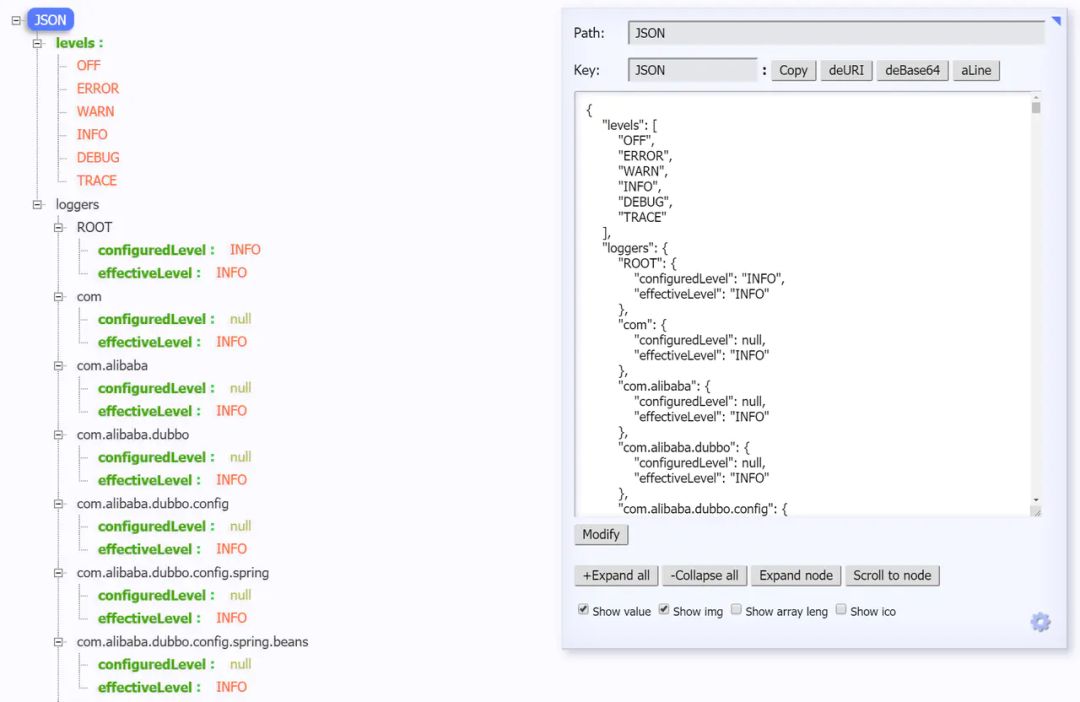 JSON
levels :
OFF
ERROR
WARN
INFO
DEBUG
TRACE
loggers
ROOT
configuredLevel : INFO
effectiveLevel : INFO
com
configuredLevel : null
effectiveLevel : INFO
com.alibaba
configuredLevel : null
effectiveLevel : INFO
com.alibaba.dubbo
configuredLevel : null
effectiveLevel : INFO
com.alibaba.dubbo.config
configuredLevel : null
effectiveLevel : INFO
com.alibaba.dubbo.config.spring
configuredLevel : null
effectiveLevel : INFO
com.alibaba.dubbo.config.spring.beans
configuredLevel : null
effectiveLevel : INFO
Path: JSON
Key: JSON : Copy deURI deBase64 aLine
{
"levels": [
"OFF",
"ERROR",
"WARN",
"INFO",
"DEBUG",
"TRACE"
],
"loggers": {
"ROOT": {
"configuredLevel": "INFO",
"effectiveLevel": "INFO"
},
"com": {
"configuredLevel": null,
"effectiveLevel": "INFO"
},
"com.alibaba": {
"configuredLevel": null,
"effectiveLevel": "INFO"
},
"com.alibaba.dubbo": {
"configuredLevel": null,
"effectiveLevel": "INFO"
},
"com.alibaba.dubbo.config": {
Modify
+Expand all -Collapse all Expand node Scroll to node
Show value Show img Show array leng Show ico